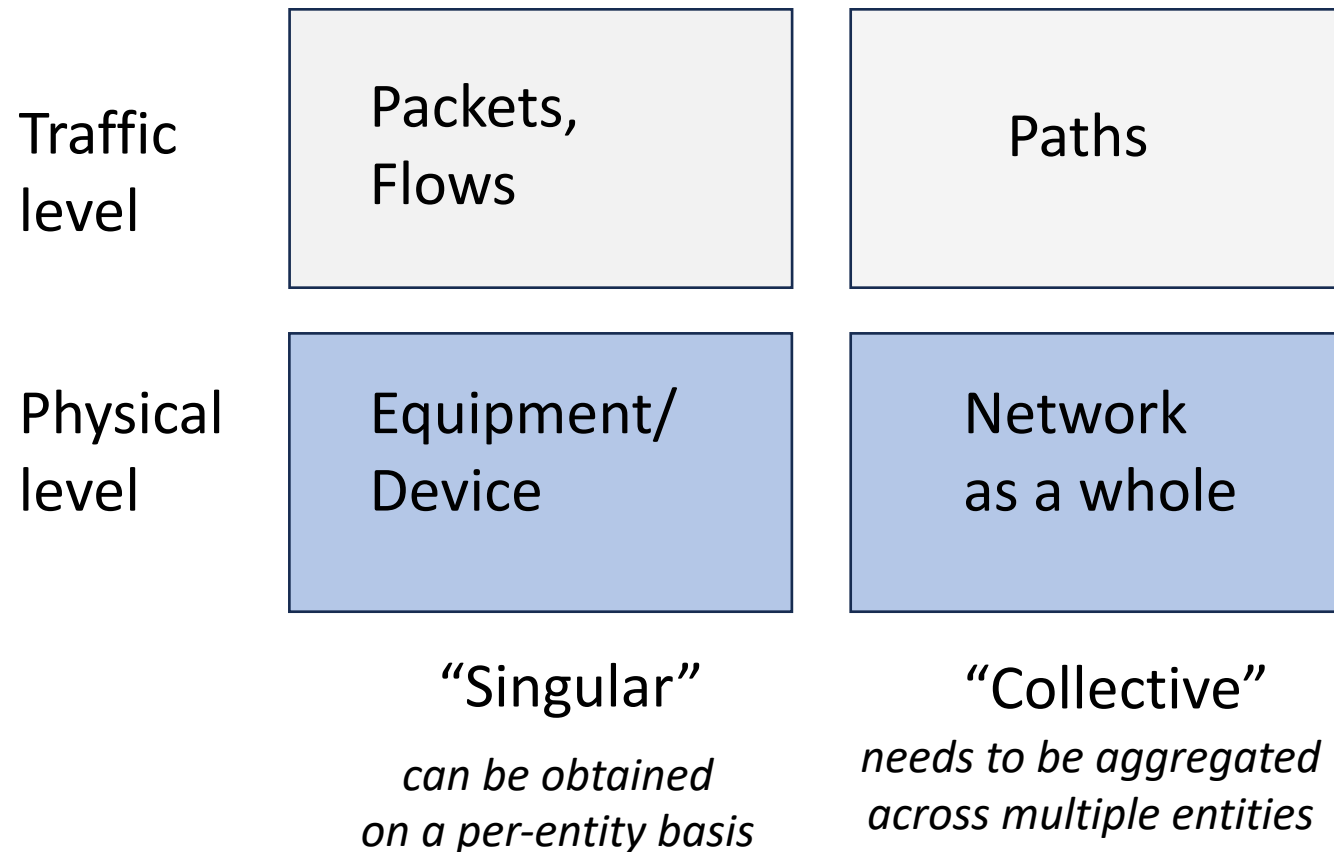 Traffic
level
Packets,
Flows
Paths
Physical
level
Equipment/
Device
Network
as a whole
“Singular”
can be obtained
on a per-entity basis
“Collective”
needs to be aggregated
across multiple entities